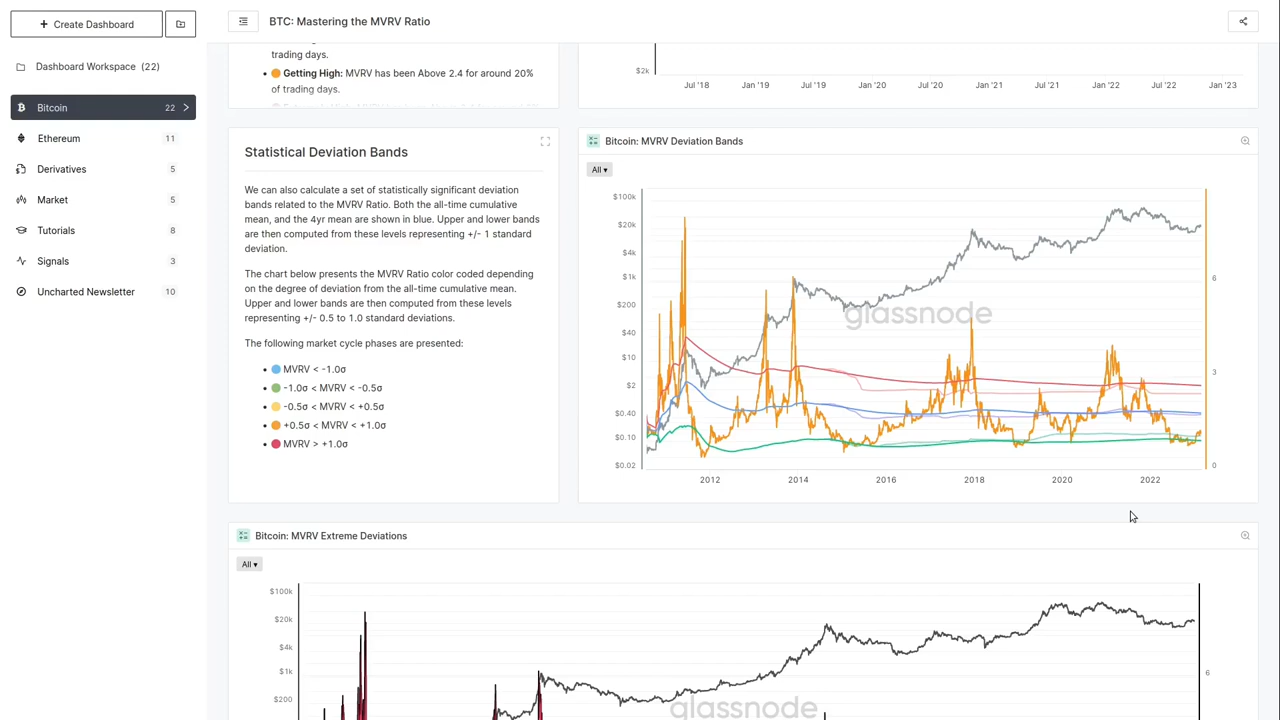 + Create Dashboard
BTC: Mastering the MVRV Ratio
Dashboard Workspace (22)
Bitcoin 22
Ethereum 11
Derivatives 5
Market 5
Tutorials 8
Signals 3
Uncharted Newsletter 10
trading days.
• Getting High: MVRV has been Above 2.4 for around 20%
of trading days.
$2k
Jul '18 Jan '19 Jul '19 Jan '20 Jul '20 Jan '21 Jul '21 Jan '22 Jul '22 Jan '23
Statistical Deviation Bands
We can also calculate a set of statistically significant deviation
bands related to the MVRV Ratio. Both the all-time cumulative
mean, and the 4yr mean are shown in blue. Upper and lower bands
are then computed from these levels representing +/- 1 standard
deviation.
The chart below presents the MVRV Ratio color coded depending
on the degree of deviation from the all-time cumulative mean.
Upper and lower bands are then computed from these levels
representing +/- 0.5 to 1.0 standard deviations.
The following market cycle phases are presented:
• MVRV < -1.0σ
• -1.0σ < MVRV < -0.5σ
• -0.5σ < MVRV < +0.5σ
• +0.5σ < MVRV < +1.0σ
• MVRV > +1.0σ
Bitcoin: MVRV Deviation Bands
All ▾
$100k
$20k
$4k
$1k
$200
$40
$10
$2
$0.40
$0.10
$0.02
6
3
0
glassnode
2012 2014 2016 2018 2020 2022
Bitcoin: MVRV Extreme Deviations
All ▾
$100k
$20k
$4k
$1k
$200
6
glassnode